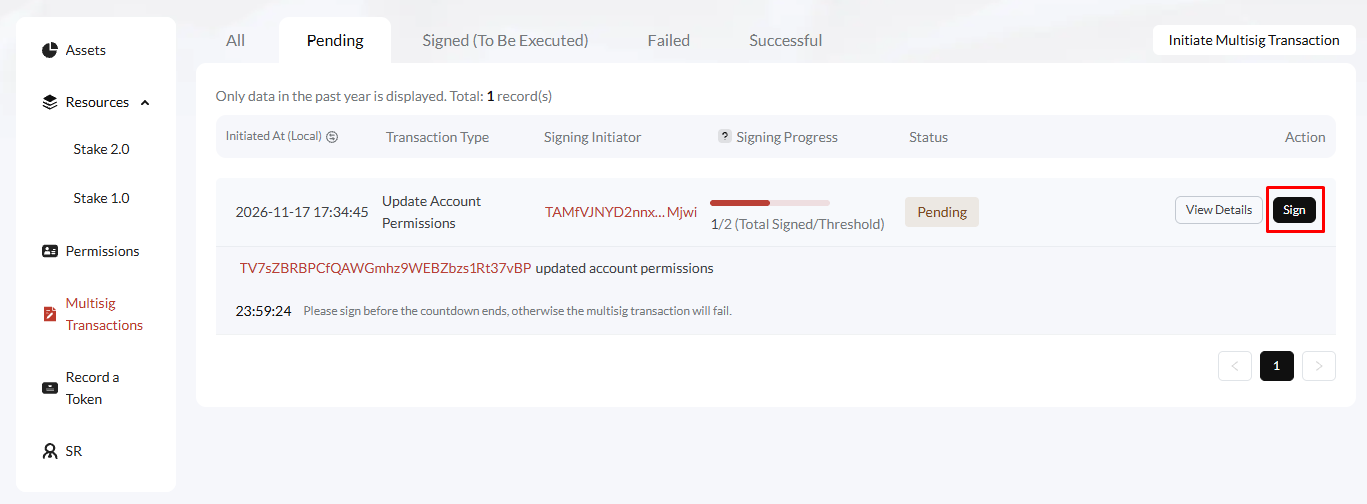 Assets
Resources
Stake 2.0
Stake 1.0
Permissions
Multisig
Transactions
Record a
Token
SR
All
Pending
Signed (To Be Executed)
Failed
Successful
Initiate Multisig Transaction
Only data in the past year is displayed. Total: 1 record(s)
Initiated At (Local)
Transaction Type
Signing Initiator
? Signing Progress
Status
Action
2026-11-17 17:34:45
Update Account
Permissions
TAMfVJNYD2nnx... Mjwi
1/2 (Total Signed/Threshold)
Pending
View Details
Sign
TV7sZBRBPCfQAWGmhz9WEBZbzs1Rt37vBP updated account permissions
23:59:24 Please sign before the countdown ends, otherwise the multisig transaction will fail.
< 1 >